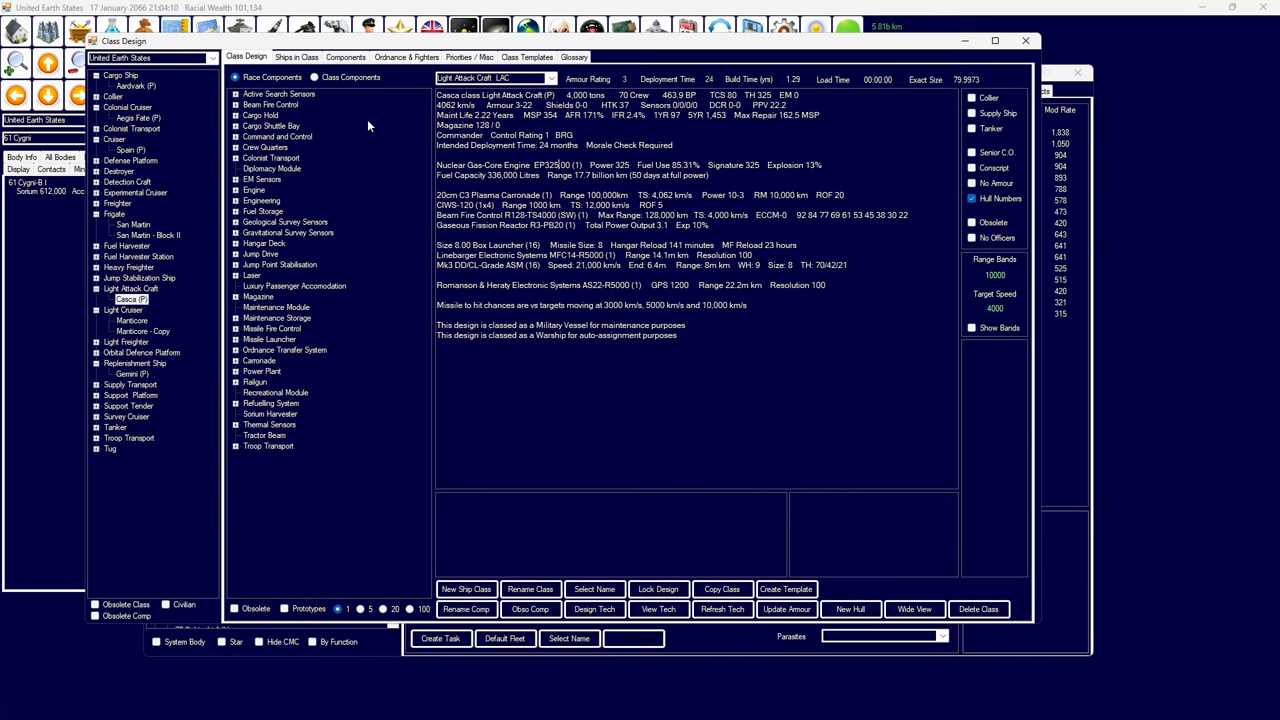 United Earth States   17 January 2066 21:04:10   Racial Wealth 101,134
5.81b km
Class Design
United Earth States
Class Design
Ships in Class
Components
Ordnance & Fighters
Priorities / Misc
Class Templates
Glossary
Race Components
Class Components
Light Attack Craft  LAC
Armour Rating 3
Deployment Time 24
Build Time (yrs) 1.29
Load Time 00:00:00
Exact Size 79.9973
Cargo Ship
Aardvark (P)
Collier
Colonial Cruiser
Aegis Fate (P)
Colonist Transport
Cruiser
Spain (P)
Defense Platform
Destroyer
Detection Craft
Experimental Cruiser
Freighter
Frigate
San Martin
San Martin - Block II
Fuel Harvester
Fuel Harvester Station
Heavy Freighter
Jump Stabilization Ship
Light Attack Craft
Casca (P)
Light Cruiser
Manticore
Manticore - Copy
Light Freighter
Orbital Defence Platform
Replenishment Ship
Gemini (P)
Supply Transport
Support  Platform
Support Tender
Survey Cruiser
Tanker
Troop Transport
Tug
Active Search Sensors
Beam Fire Control
Cargo Hold
Cargo Shuttle Bay
Command and Control
Crew Quarters
Colonist Transport
Diplomacy Module
EM Sensors
Engine
Engineering
Fuel Storage
Geological Survey Sensors
Gravitational Survey Sensors
Hangar Deck
Jump Drive
Jump Point Stabilisation
Laser
Luxury Passenger Accomodation
Magazine
Maintenance Module
Maintenance Storage
Missile Fire Control
Missile Launcher
Ordnance Transfer System
Carronade
Power Plant
Railgun
Recreational Module
Refuelling System
Sorium Harvester
Thermal Sensors
Tractor Beam
Troop Transport
Casca class Light Attack Craft (P)      4,000 tons       70 Crew       463.9 BP       TCS 80    TH 325    EM 0
4062 km/s    Armour 3-22    Shields 0-0    HTK 37    Sensors 0/0/0/0    DCR 0-0    PPV 22.2
Maint Life 2.22 Years    MSP 354    AFR 171%    IFR 2.4%    1YR 97    5YR 1,453    Max Repair 162.5 MSP
Magazine 128 / 0
Commander    Control Rating 1   BRG
Intended Deployment Time: 24 months    Morale Check Required
Nuclear Gas-Core Engine  EP325.00 (1)    Power 325    Fuel Use 85.31%    Signature 325    Explosion 13%
Fuel Capacity 336,000 Litres    Range 17.7 billion km (50 days at full power)
20cm C3 Plasma Carronade (1)    Range 100,000km    TS: 4,062 km/s    Power 10-3    RM 10,000 km    ROF 20
CIWS-120 (1x4)    Range 1000 km    TS: 12,000 km/s    ROF 5
Beam Fire Control R128-TS4000 (SW) (1)    Max Range: 128,000 km   TS: 4,000 km/s    ECCM-0    92 84 77 69 61 53 45 38 30 22
Gaseous Fission Reactor R3-PB20 (1)    Total Power Output 3.1    Exp 10%
Size 8.00 Box Launcher (16)    Missile Size: 8    Hangar Reload 141 minutes    MF Reload 23 hours
Linebarger Electronic Systems MFC14-R5000 (1)    Range 14.1m km    Resolution 100
Mk3 DD/CL-Grade ASM (16)    Speed: 21,000 km/s    End: 6.4m    Range: 8m km    WH: 9    Size: 8    TH: 70/42/21
Romanson & Heraty Electronic Systems AS22-R5000 (1)    GPS 1200    Range 22.2m km    Resolution 100
Missile to hit chances are vs targets moving at 3000 km/s, 5000 km/s and 10,000 km/s
This design is classed as a Military Vessel for maintenance purposes
This design is classed as a Warship for auto-assignment purposes
Collier
Supply Ship
Tanker
Senior C.O.
Conscript
No Armour
Hull Numbers
Obsolete
No Officers
Range Bands
10000
Target Speed
4000
Show Bands
Mod Rate
1,838
1,050
904
904
893
788
578
473
420
473
641
641
525
515
420
321
315
United Earth States
61 Cygni
Body Info
All Bodies
Display
Contacts
61 Cygni-B I
Sorium 612,000
Obsolete Class
Civilian
Obsolete Comp
Obsolete
Prototypes
1
5
20
100
New Ship Class
Rename Class
Select Name
Lock Design
Copy Class
Create Template
Rename Comp
Obso Comp
Design Tech
View Tech
Refresh Tech
Update Amour
New Hull
Wide View
Delete Class
System Body
Star
Hide CMC
By Function
Create Task
Default Fleet
Select Name
Parasites